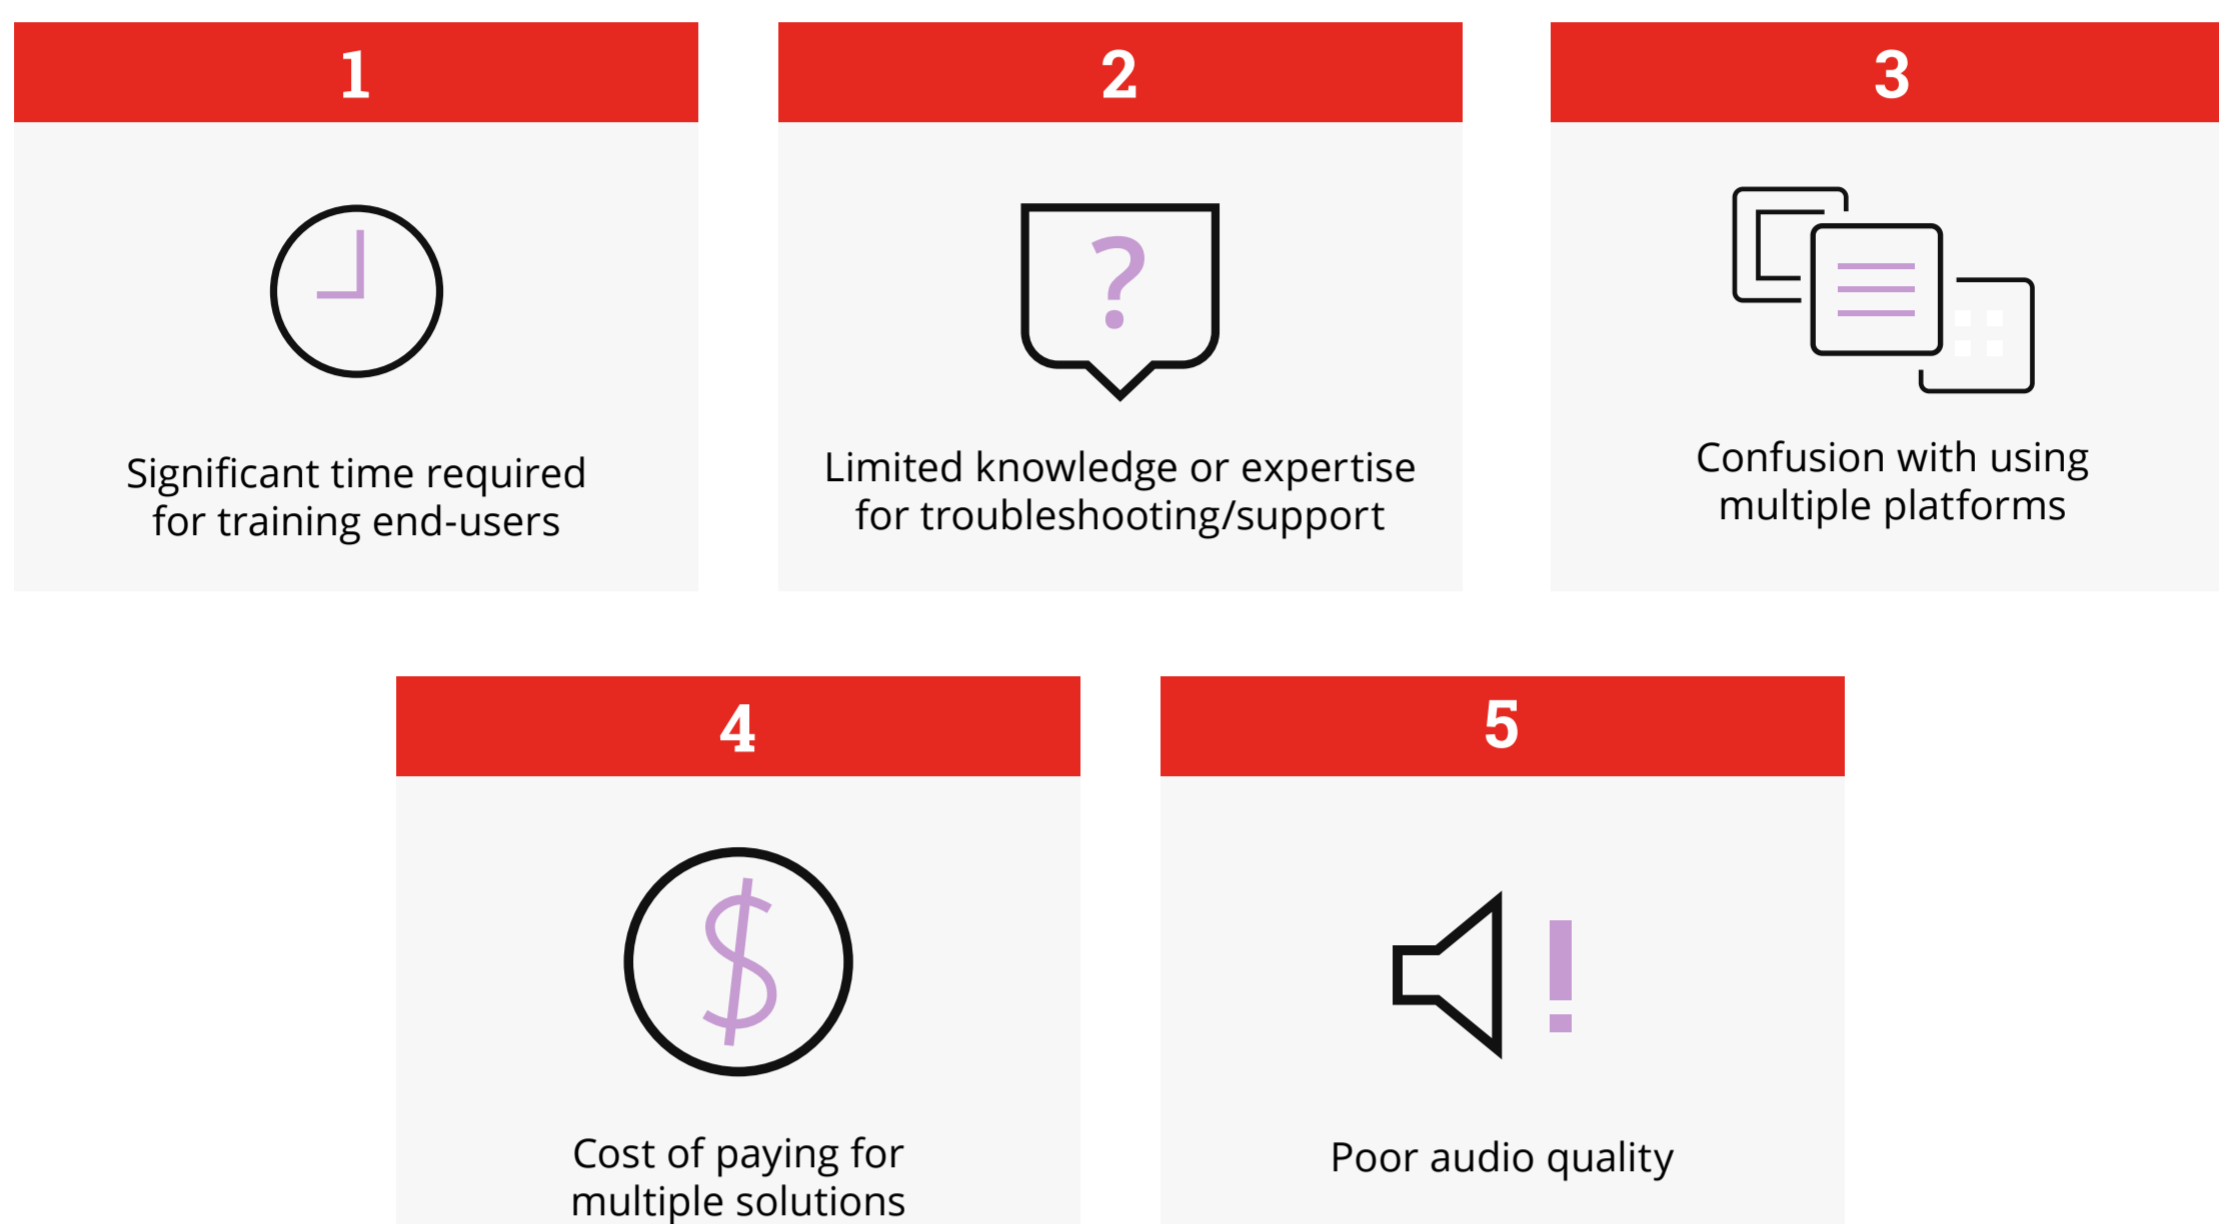 1
Significant time required
for training end-users
2
?
Limited knowledge or expertise
for troubleshooting/support
3
Confusion with using
multiple platforms
4
$
Cost of paying for
multiple solutions
5
!
Poor audio quality